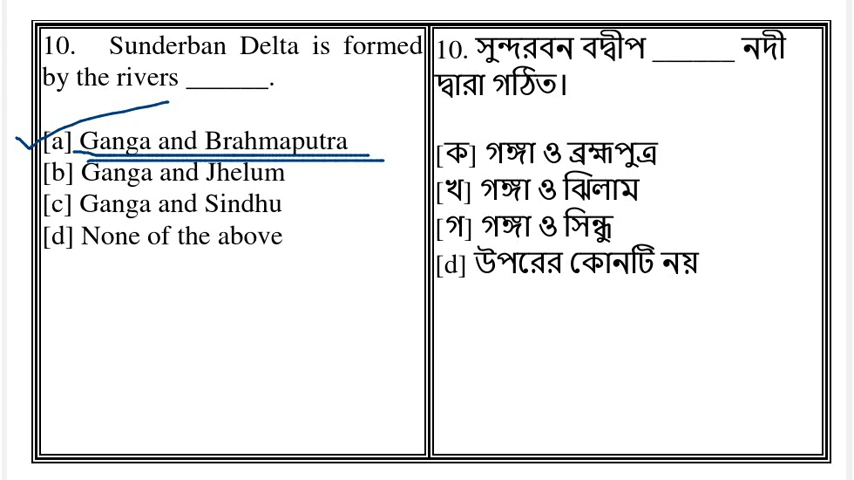 10. Sunderban Delta is formed
by the rivers ______.
[a] Ganga and Brahmaputra
[b] Ganga and Jhelum
[c] Ganga and Sindhu
[d] None of the above
10. সুন্দরবন বদ্বীপ ______ নদী
দ্বারা গঠিত।
[ক] গঙ্গা ও ব্রহ্মপুত্র
[খ] গঙ্গা ও ঝিলাম
[গ] গঙ্গা ও সিন্ধু
[d] উপরের কোনটি নয়